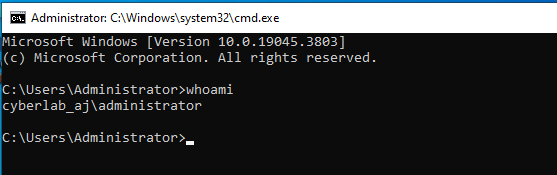 Administrator: C:\Windows\system32\cmd.exe
Microsoft Windows [Version 10.0.19045.3803]
(c) Microsoft Corporation. All rights reserved.
C:\Users\Administrator>whoami
cyberlab_aj\administrator
C:\Users\Administrator>